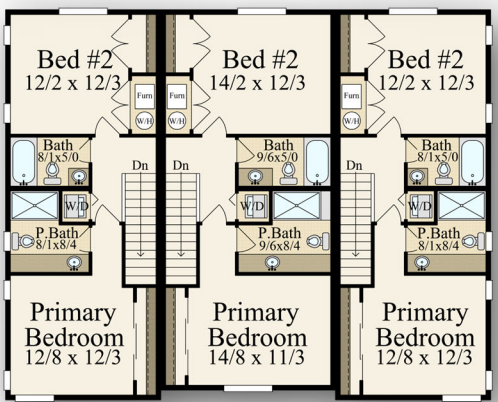 Bed #2
12/2 x 12/3
Bed #2
14/2 x 12/3
Bed #2
12/2 x 12/3
Furn
W/H
Furn
W/H
Furn
W/H
Bath
8/1x5/0
Dn
Dn
Bath
9/6x5/0
Dn
Bath
8/1x5/0
W/D
W/D
W/D
P.Bath
8/1x8/4
P.Bath
9/6x8/4
P.Bath
8/1x8/4
Primary
Bedroom
12/8 x 12/3
Primary
Bedroom
14/8 x 11/3
Primary
Bedroom
12/8 x 12/3